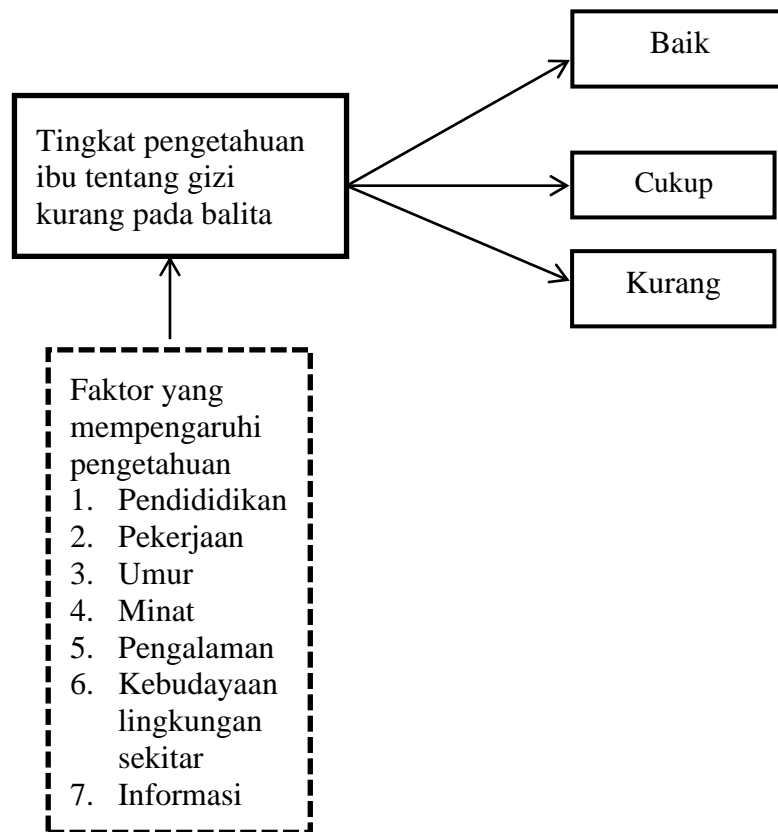 Baik
Tingkat pengetahuan
ibu tentang gizi
kurang pada balita
Cukup
Kurang
Faktor yang
mempengaruhi
pengetahuan
1. Pendididikan
2. Pekerjaan
3. Umur
4. Minat
5. Pengalaman
6. Kebudayaan
lingkungan
sekitar
7. Informasi